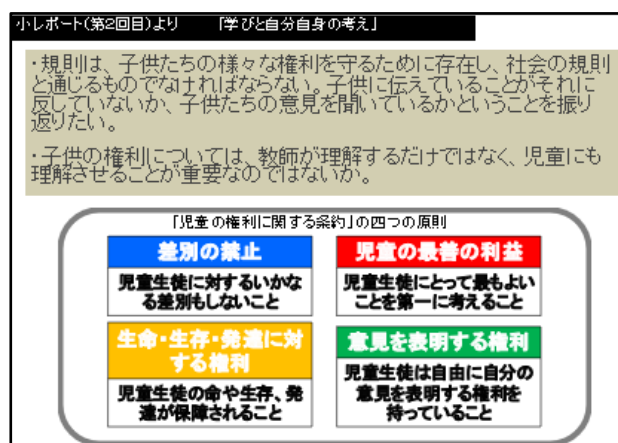 小レポート(第2回目)より 「学びと自分自身の考え」
・規則は、子供たちの様々な権利を守るために存在し、社会の規則
と通じるものでなければならない。子供に伝えていることがそれに
反していないか、子供たちの意見を聞いているかということを振り
返りたい。
・子供の権利については、教師が理解するだけではなく、児童にも
理解させることが重要なのではないか。
「児童の権利に関する条約」の四つの原則
差別の禁止
児童生徒に対するいかな
る差別もしないこと
児童の最善の利益
児童生徒にとって最もよい
ことを第一に考えること
生命・生存・発達に対
する権利
児童生徒の命や生存、発
達が保障されること
意見を表明する権利
児童生徒は自由に自分の
意見を表明する権利を
持っていること